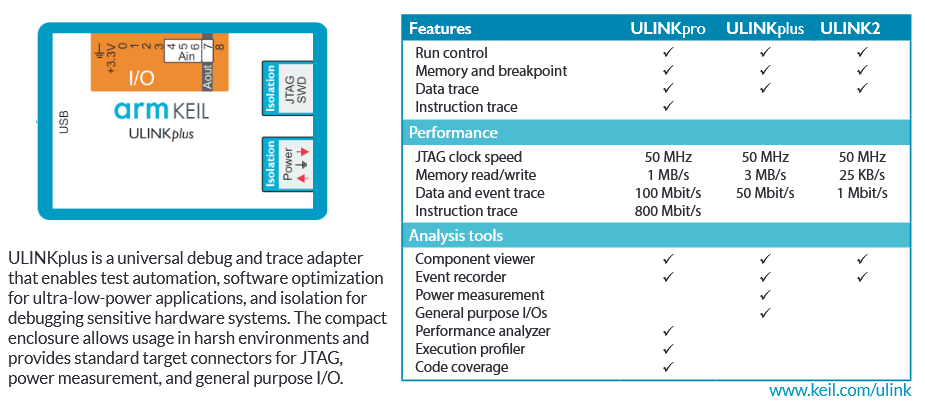 +3.3V 0 1 2 3 4 5 6 7 8
Ain
Aout
I/O
USB
arm KEIL
ULINKplus
Isolation
JTAG
SWD
Isolation
Power
ULINKplus is a universal debug and trace adapter
that enables test automation, software optimization
for ultra-low-power applications, and isolation for
debugging sensitive hardware systems. The compact
enclosure allows usage in harsh environments and
provides standard target connectors for JTAG,
power measurement, and general purpose I/O.
Features ULINKpro ULINKplus ULINK2
Run control ✓ ✓ ✓
Memory and breakpoint ✓ ✓ ✓
Data trace ✓ ✓ ✓
Instruction trace ✓
Performance
JTAG clock speed 50 MHz 50 MHz 50 MHz
Memory read/write 1 MB/s 3 MB/s 25 KB/s
Data and event trace 100 Mbit/s 50 Mbit/s 1 Mbit/s
Instruction trace 800 Mbit/s
Analysis tools
Component viewer ✓ ✓ ✓
Event recorder ✓ ✓ ✓
Power measurement ✓
General purpose I/Os ✓
Performance analyzer ✓
Execution profiler ✓
Code coverage ✓
www.keil.com/ulink